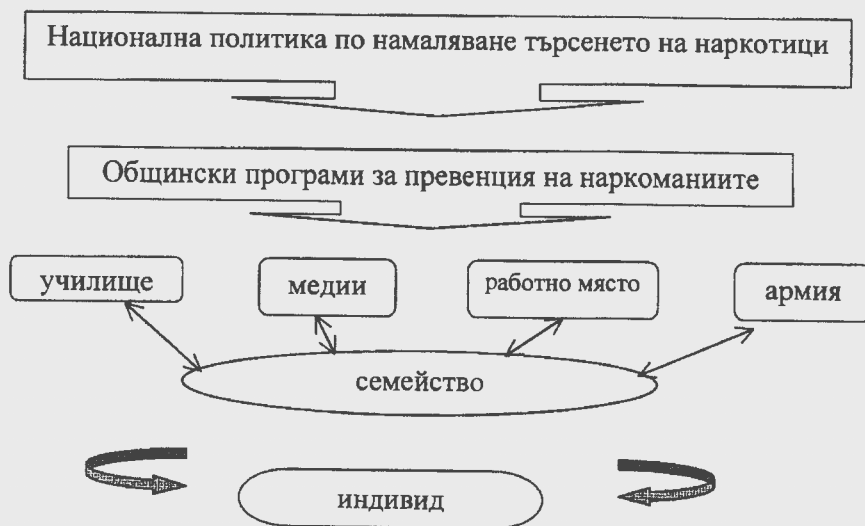 Национална политика по намаляване търсенето на наркотици
Общински програми за превенция на наркоманиите
училище
медии
работно място
армия
семейство
индивид